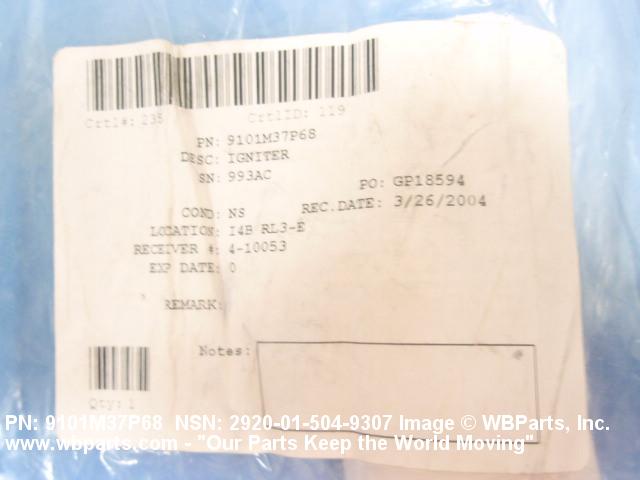 Crtl#: 235 CrtlID: 119
PN: 9101M37P68
DESC: IGNITER
SN: 993AC
PO: GP18594
COND: NS REC.DATE: 3/26/2004
LOCATION: I4B RL3-E
RECEIVER #: 4-10053
EXP DATE: 0
REMARK:
Notes:
Qty: 1
PN: 9101M37P68 NSN: 2920-01-504-9307 Image © WBParts, Inc.
www.wbparts.com - "Our Parts Keep the World Moving"